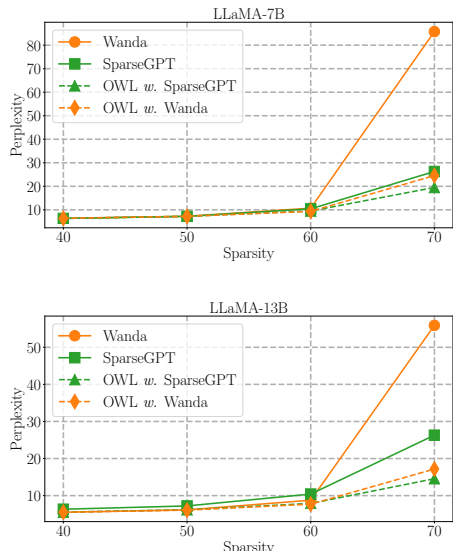 LLaMA-7B
Perplexity
80
70
60
50
40
30
20
10
Wanda
SparseGPT
OWL w. SparseGPT
OWL w. Wanda
40 50 60 70
Sparsity
LLaMA-13B
Perplexity
50
40
30
20
10
Wanda
SparseGPT
OWL w. SparseGPT
OWL w. Wanda
40 50 60 70
Sparsity